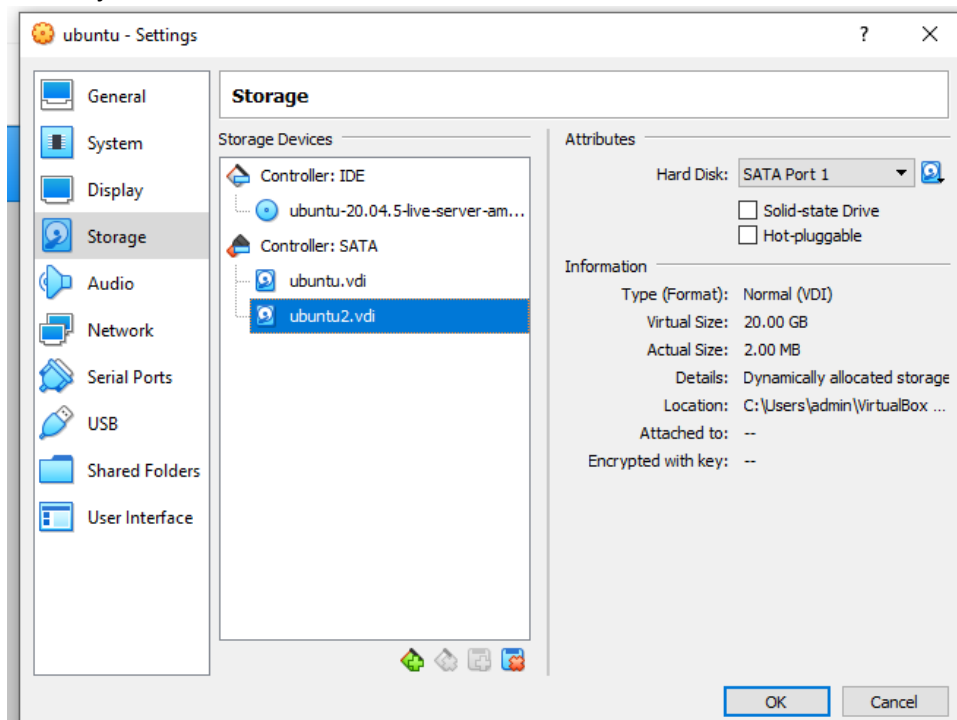 ubuntu - Settings
?
General
System
Display
Storage
Audio
Network
Serial Ports
USB
Shared Folders
User Interface
Storage
Storage Devices
Controller: IDE
ubuntu-20.04.5-live-server-am...
Controller: SATA
ubuntu.vdi
ubuntu2.vdi
Attributes
Hard Disk: SATA Port 1
Solid-state Drive
Hot-pluggable
Information
Type (Format): Normal (VDI)
Virtual Size: 20.00 GB
Actual Size: 2.00 MB
Details: Dynamically allocated storage
Location: C:\Users\admin\VirtualBox ...
Attached to: --
Encrypted with key: --
OK Cancel